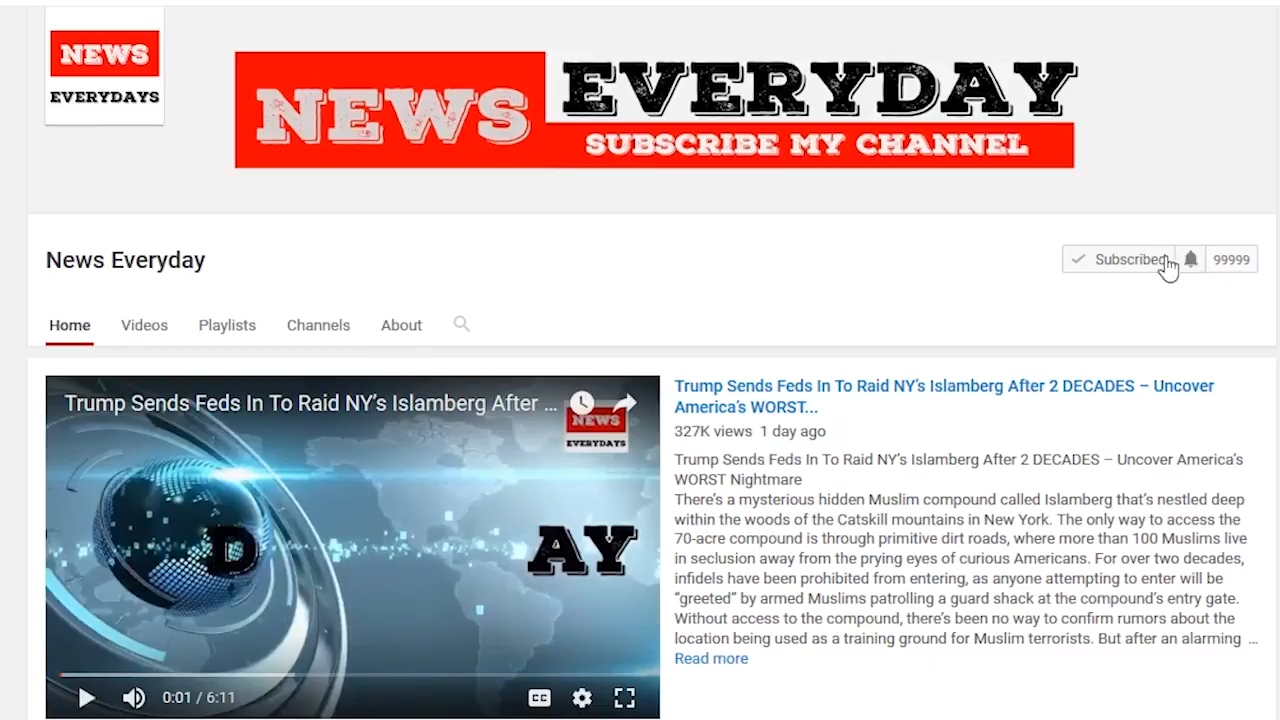 NEWS
EVERYDAYS
NEWS
EVERYDAY
SUBSCRIBE MY CHANNEL
News Everyday
Subscribed 99999
Home Videos Playlists Channels About
Trump Sends Feds In To Raid NY's Islamberg After ...
NEWS
EVERYDAYS
D AY
0:01 / 6:11
CC
Trump Sends Feds In To Raid NY's Islamberg After 2 DECADES – Uncover
America's WORST...
327K views 1 day ago
Trump Sends Feds In To Raid NY's Islamberg After 2 DECADES – Uncover America's
WORST Nightmare
There's a mysterious hidden Muslim compound called Islamberg that's nestled deep
within the woods of the Catskill mountains in New York. The only way to access the
70-acre compound is through primitive dirt roads, where more than 100 Muslims live
in seclusion away from the prying eyes of curious Americans. For over two decades,
infidels have been prohibited from entering, as anyone attempting to enter will be
“greeted” by armed Muslims patrolling a guard shack at the compound's entry gate.
Without access to the compound, there's been no way to confirm rumors about the
location being used as a training ground for Muslim terrorists. But after an alarming ...
Read more